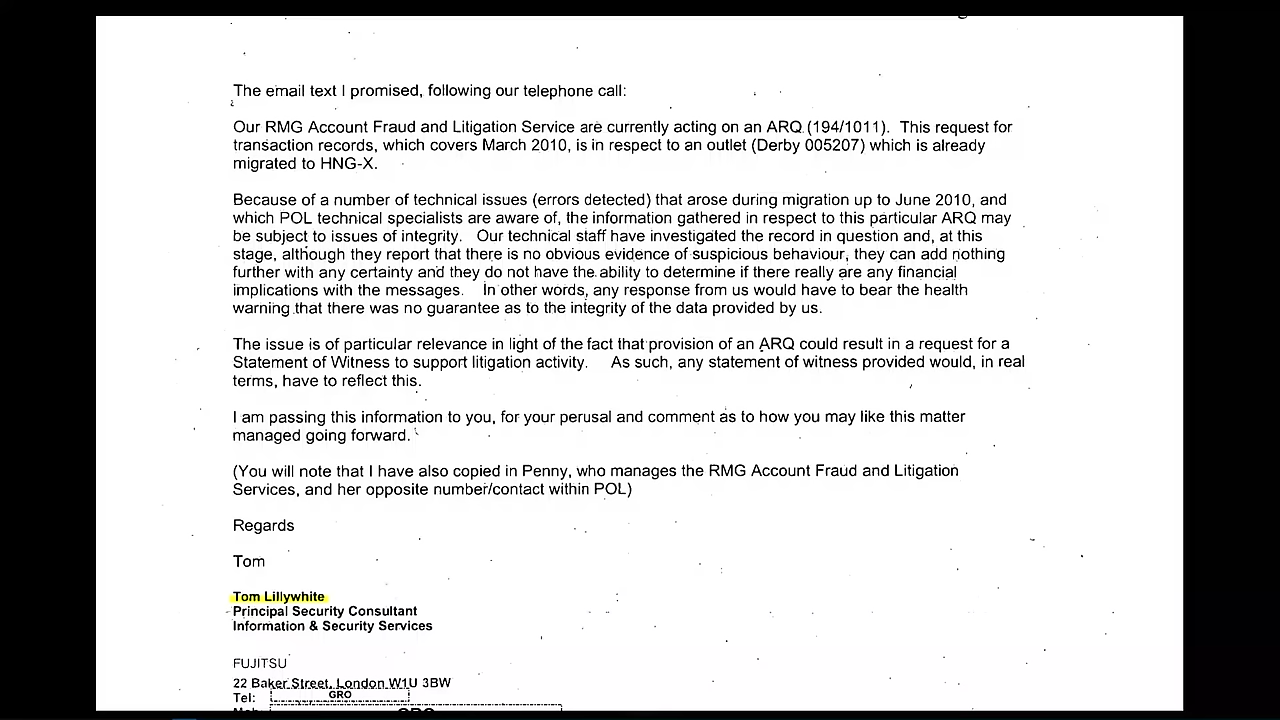 The email text I promised, following our telephone call:
Our RMG Account Fraud and Litigation Service are currently acting on an ARQ (194/1011). This request for
transaction records, which covers March 2010, is in respect to an outlet (Derby 005207) which is already
migrated to HNG-X.
Because of a number of technical issues (errors detected) that arose during migration up to June 2010, and
which POL technical specialists are aware of, the information gathered in respect to this particular ARQ may
be subject to issues of integrity. Our technical staff have investigated the record in question and, at this
stage, although they report that there is no obvious evidence of suspicious behaviour, they can add nothing
further with any certainty and they do not have the ability to determine if there really are any financial
implications with the messages. In other words, any response from us would have to bear the health
warning that there was no guarantee as to the integrity of the data provided by us.
The issue is of particular relevance in light of the fact that provision of an ARQ could result in a request for a
Statement of Witness to support litigation activity. As such, any statement of witness provided would, in real
terms, have to reflect this.
I am passing this information to you, for your perusal and comment as to how you may like this matter
managed going forward.
(You will note that I have also copied in Penny, who manages the RMG Account Fraud and Litigation
Services, and her opposite number/contact within POL)
Regards
Tom
Tom Lillywhite
Principal Security Consultant
Information & Security Services
FUJITSU
22 Baker Street, London W1U 3BW
Tel: GRO